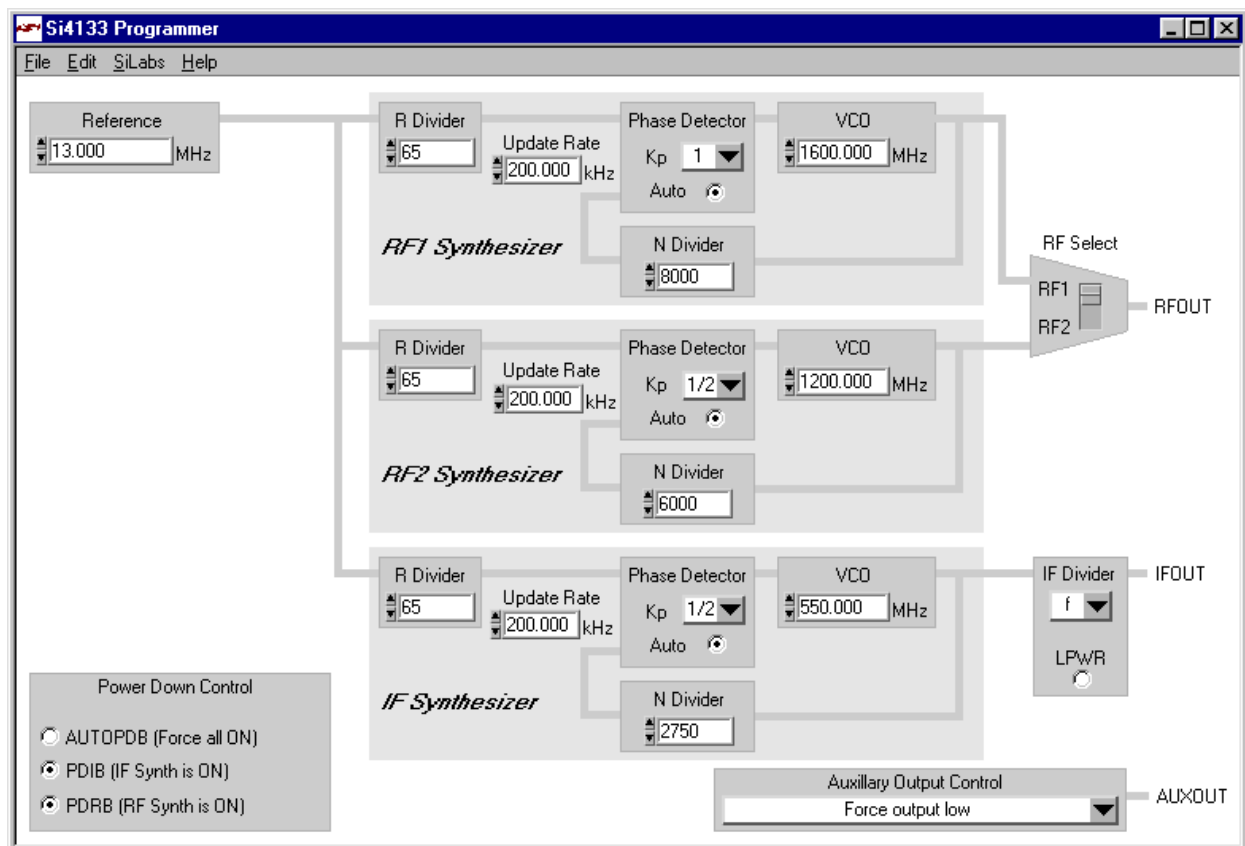 Si4133 Programmer
File Edit SiLabs Help
Reference
13.000 MHz
R Divider
65
Update Rate
200.000 kHz
Phase Detector
Kp 1
Auto
VCO
1600.000 MHz
RF1 Synthesizer
N Divider
8000
RF Select
RF1
RF2
RFOUT
R Divider
65
Update Rate
200.000 kHz
Phase Detector
Kp 1/2
Auto
VCO
1200.000 MHz
RF2 Synthesizer
N Divider
6000
R Divider
65
Update Rate
200.000 kHz
Phase Detector
Kp 1/2
Auto
VCO
550.000 MHz
IF Divider
f
LPWR
IFOUT
IF Synthesizer
N Divider
2750
Power Down Control
AUTOPDB (Force all ON)
PDIB (IF Synth is ON)
PDRB (RF Synth is ON)
Auxillary Output Control
Force output low
AUXOUT